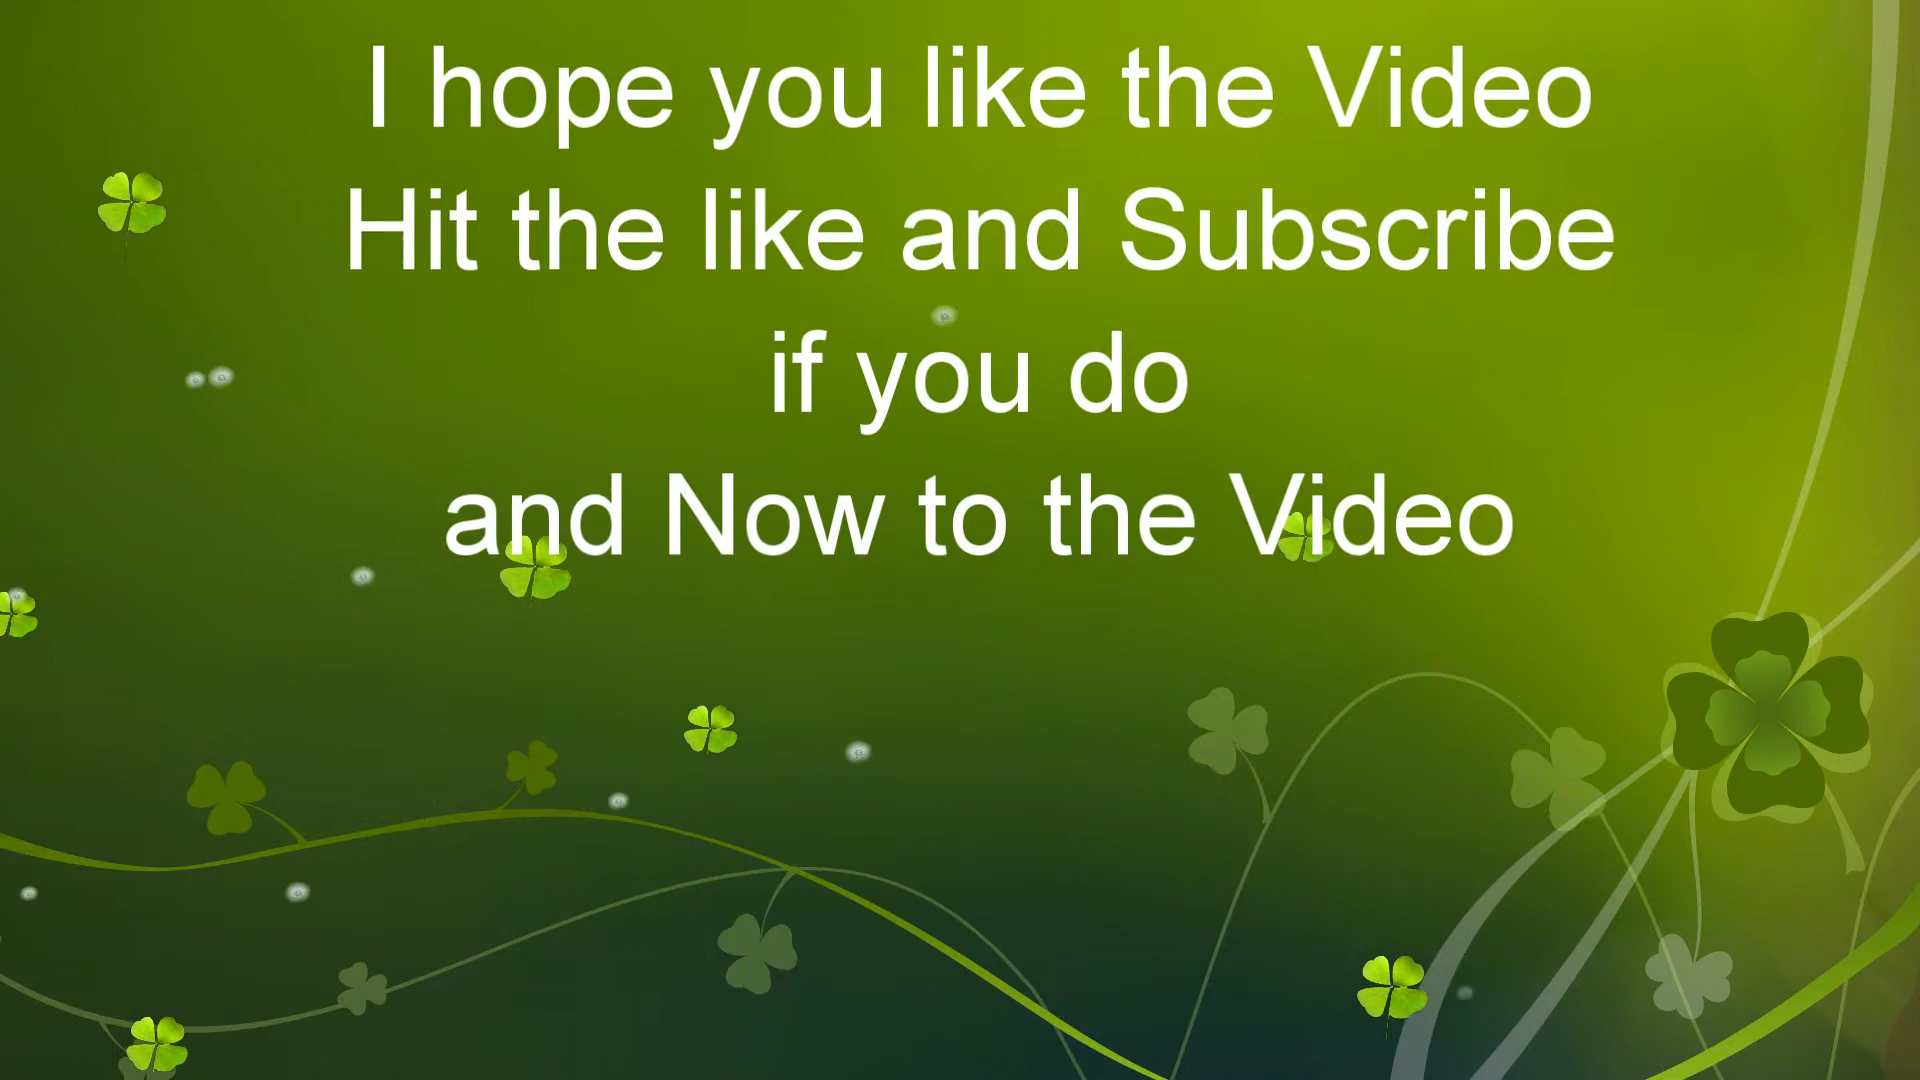 I hope you like the Video
Hit the like and Subscribe
if you do
and Now to the Video